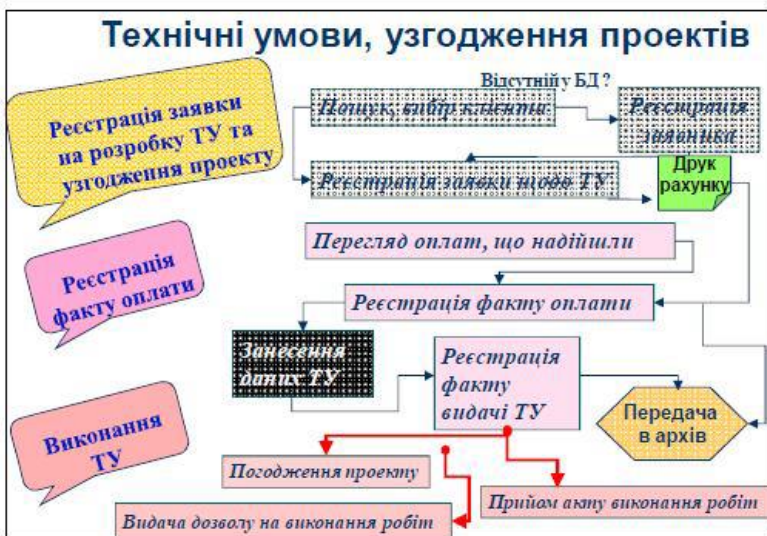 Технічні умови, узгодження проектів
Відсутній у БД ?
Реєстрація заявки
на розробку ТУ та
узгодження проекту
Пошук, вибір клієнта
Реєстрація
заявника
Реєстрація заявки щодо ТУ
Друк
рахунку
Перегляд оплат, що надійшли
Реєстрація
факту оплати
Реєстрація факту оплати
Занесення
даних ТУ
Реєстрація
факту
видачі ТУ
Передача
в архів
Виконання
ТУ
Погодження проекту
Прийом акту виконання робіт
Видача дозволу на виконання робіт